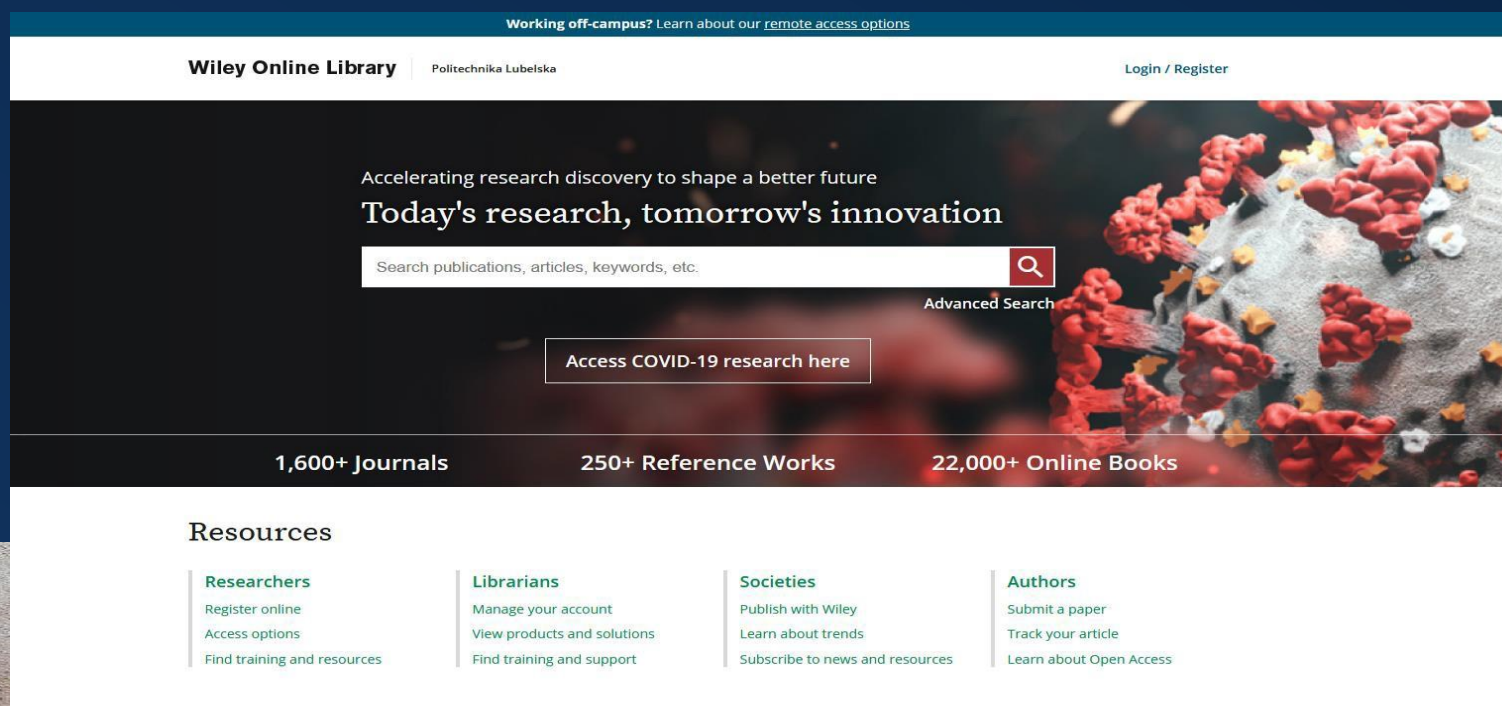 Working off-campus? Learn about our remote access options
Wiley Online Library
Politechnika Lubelska
Login / Register
Accelerating research discovery to shape a better future
Today's research, tomorrow's innovation
Search publications, articles, keywords, etc.
Advanced Search
Access COVID-19 research here
1,600+ Journals
250+ Reference Works
22,000+ Online Books
Resources
Researchers
Register online
Access options
Find training and resources
Librarians
Manage your account
View products and solutions
Find training and support
Societies
Publish with Wiley
Learn about trends
Subscribe to news and resources
Authors
Submit a paper
Track your article
Learn about Open Access